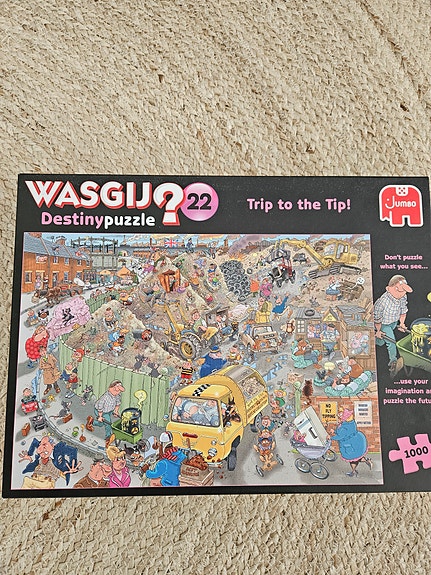 WASGIJ?
Destinypuzzle
22
Trip to the Tip!
Jumbo
Don't puzzle
what you see...
NO
FLY
TIPPING
...use your
imagination an
puzzle the futu
1000